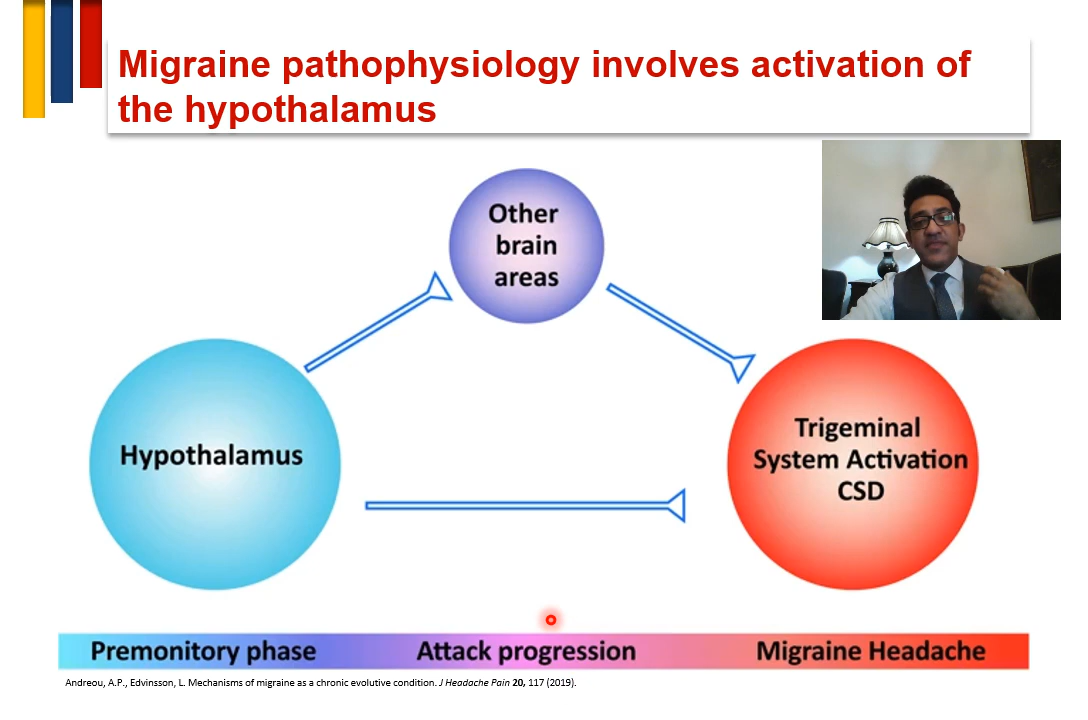 Migraine pathophysiology involves activation of
the hypothalamus
Other
brain
areas
Hypothalamus
Trigeminal
System Activation
CSD
Premonitory phase Attack progression Migraine Headache
Andreou, A.P., Edvinsson, L. Mechanisms of migraine as a chronic evolutive condition. J Headache Pain 20, 117 (2019).